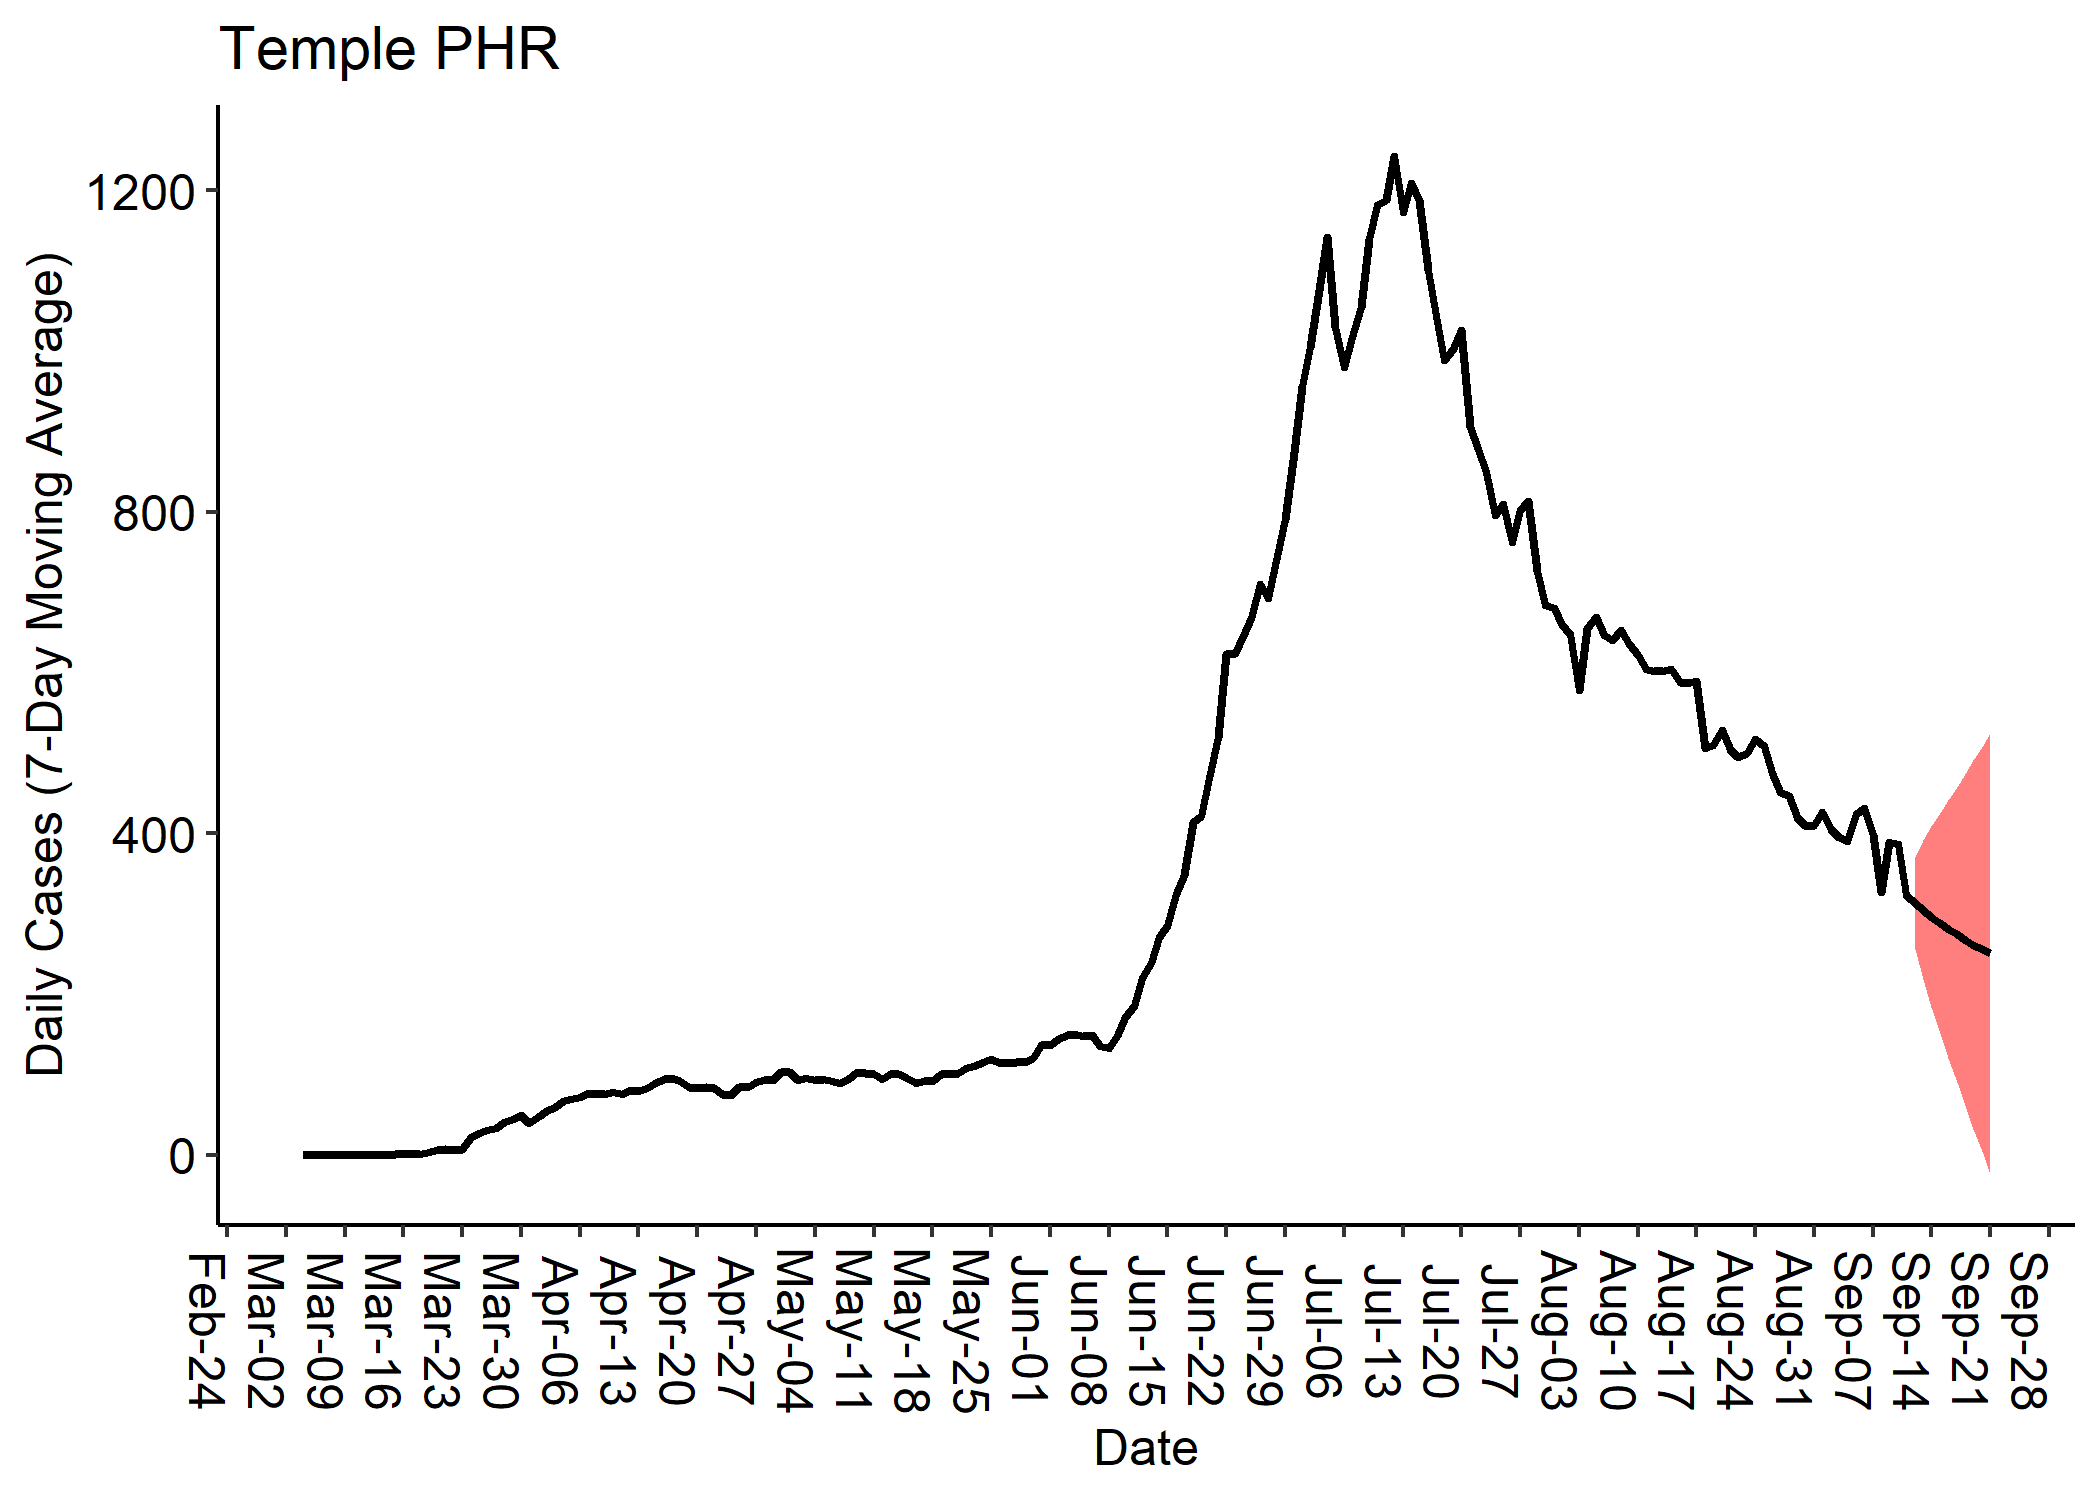 Temple PHR
Daily Cases (7-Day Moving Average)
1200
800
400
0
Feb-24
Mar-02
Mar-09
Mar-16
Mar-23
Mar-30
Apr-06
Apr-13
Apr-20
Apr-27
May-04
May-11
May-18
May-25
Jun-01
Jun-08
Jun-15
Jun-22
Jun-29
Jul-06
Jul-13
Jul-20
Jul-27
Aug-03
Aug-10
Aug-17
Aug-24
Aug-31
Sep-07
Sep-14
Sep-21
Sep-28
Date